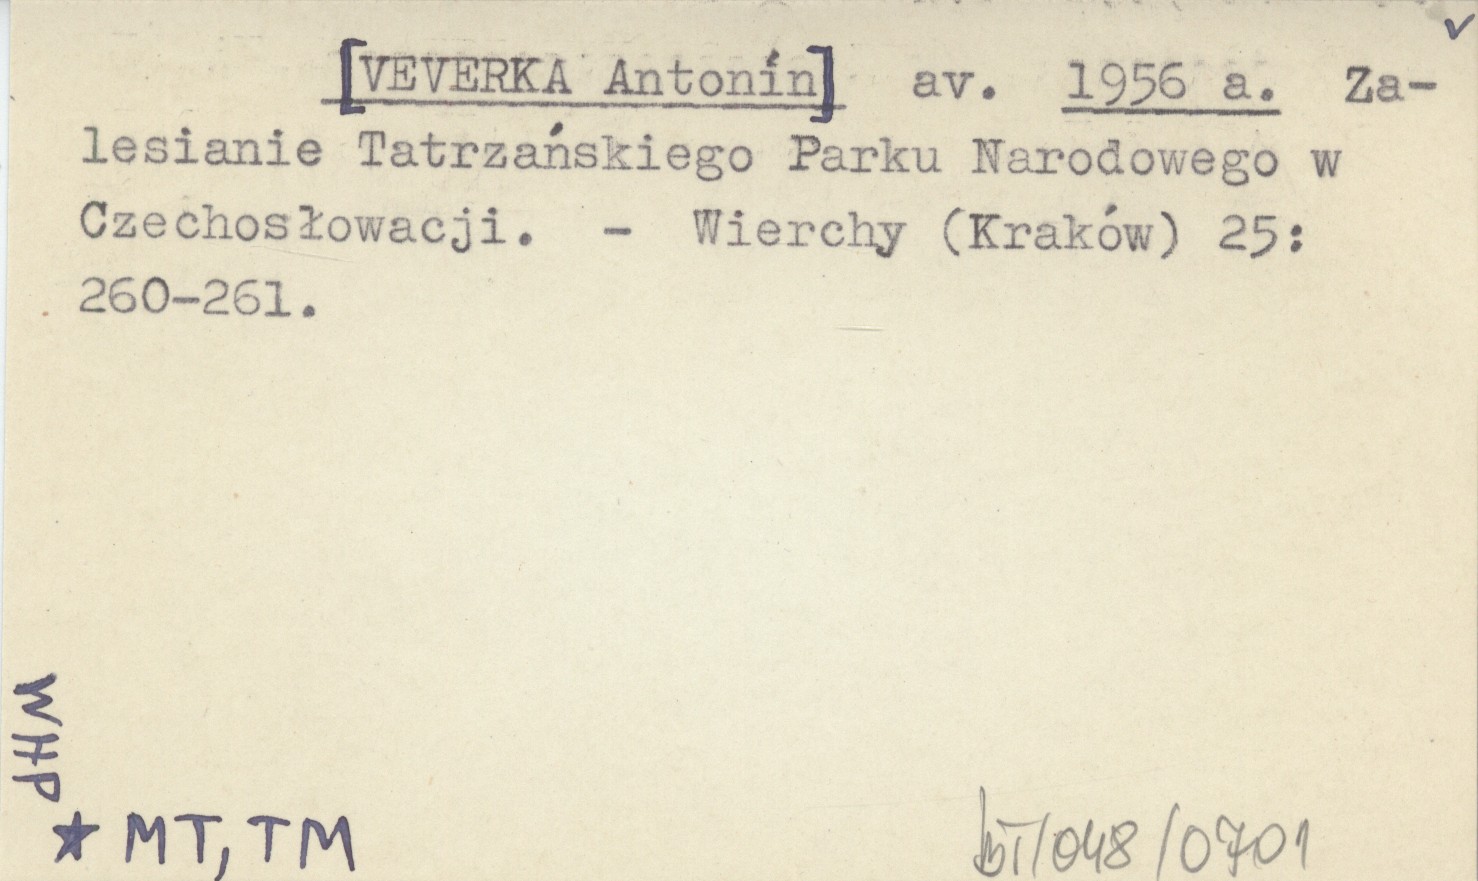 [VEVERKA Antonín] av. 1956 a. Za-
lesianie Tatrzańskiego Parku Narodowego w
Czechosłowacji. - Wierchy (Kraków) 25:
260-261.
WHP
★ MT, TM
bT/048/0701